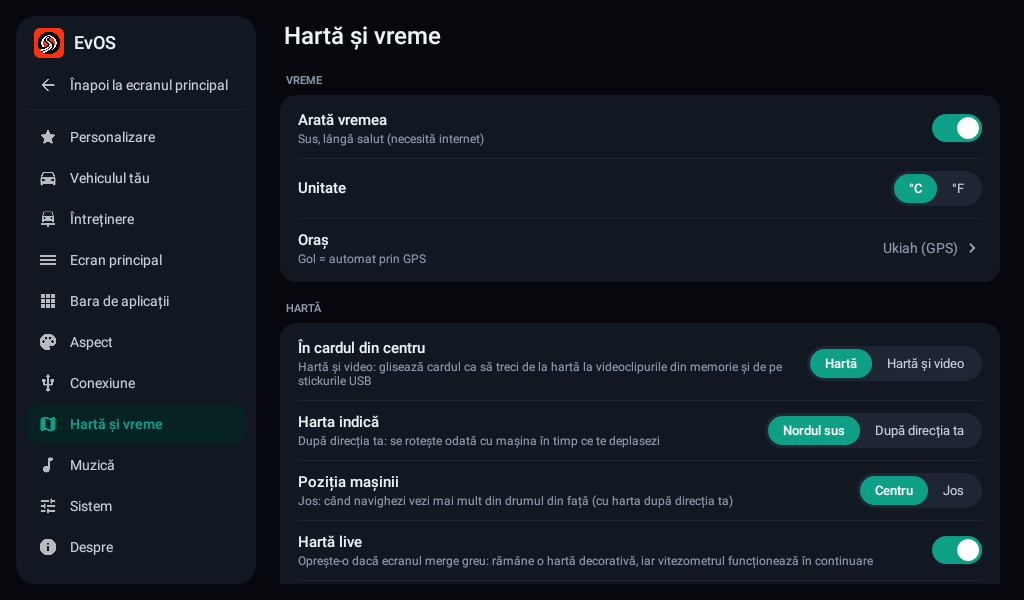 EvOS
Înapoi la ecranul principal
Personalizare
Vehiculul tău
Întreținere
Ecran principal
Bara de aplicații
Aspect
Conexiune
Hartă și vreme
Muzică
Sistem
Despre
Hartă și vreme
VREME
Arată vremea
Sus, lângă salut (necesită internet)
Unitate
°C °F
Oraș
Gol = automat prin GPS
Ukiah (GPS)
HARTĂ
În cardul din centru
Hartă și video: glisează cardul ca să treci de la hartă la videoclipurile din memorie și de pe
stickurile USB
Hartă Hartă și video
Harta indică
După direcția ta: se rotește odată cu mașina în timp ce te deplasezi
Nordul sus După direcția ta
Poziția mașinii
Jos: când navighezi vezi mai mult din drumul din față (cu harta după direcția ta)
Centru Jos
Hartă live
Oprește-o dacă ecranul merge greu: rămâne o hartă decorativă, iar vitezometrul funcționează în continuare